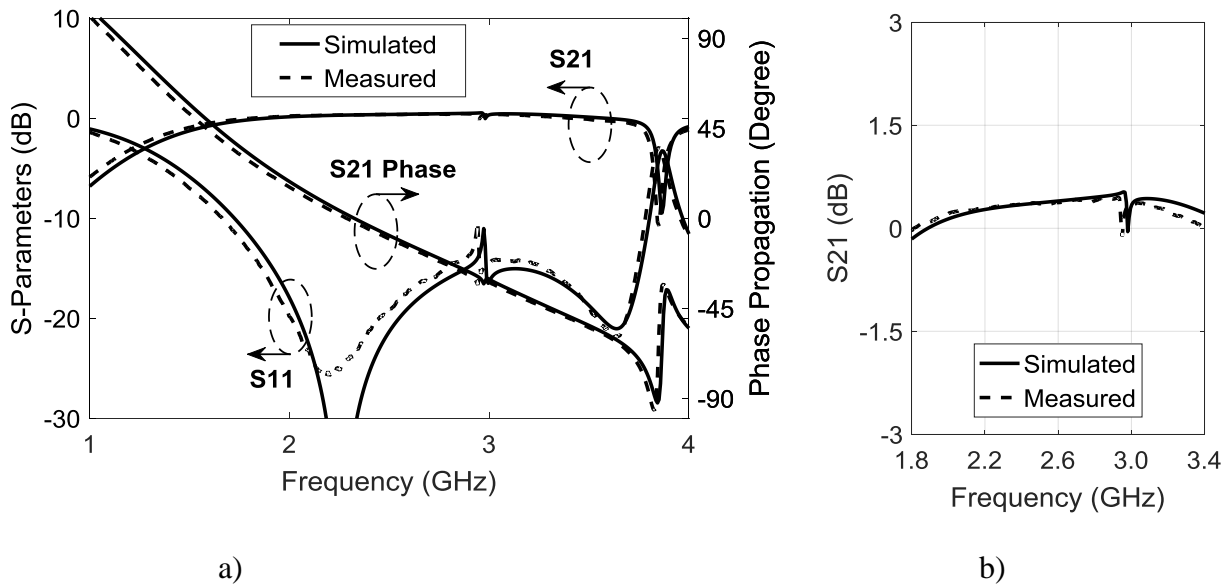 10
0
-10
-20
-30
S-Parameters (dB)
Simulated
Measured
S21
S21 Phase
S11
90
45
0
-45
-90
Phase Propagation (Degree)
1
2
3
4
Frequency (GHz)
a)
3
1.5
0
-1.5
-3
S21 (dB)
Simulated
Measured
1.8
2.2
2.6
3.0
3.4
Frequency (GHz)
b)